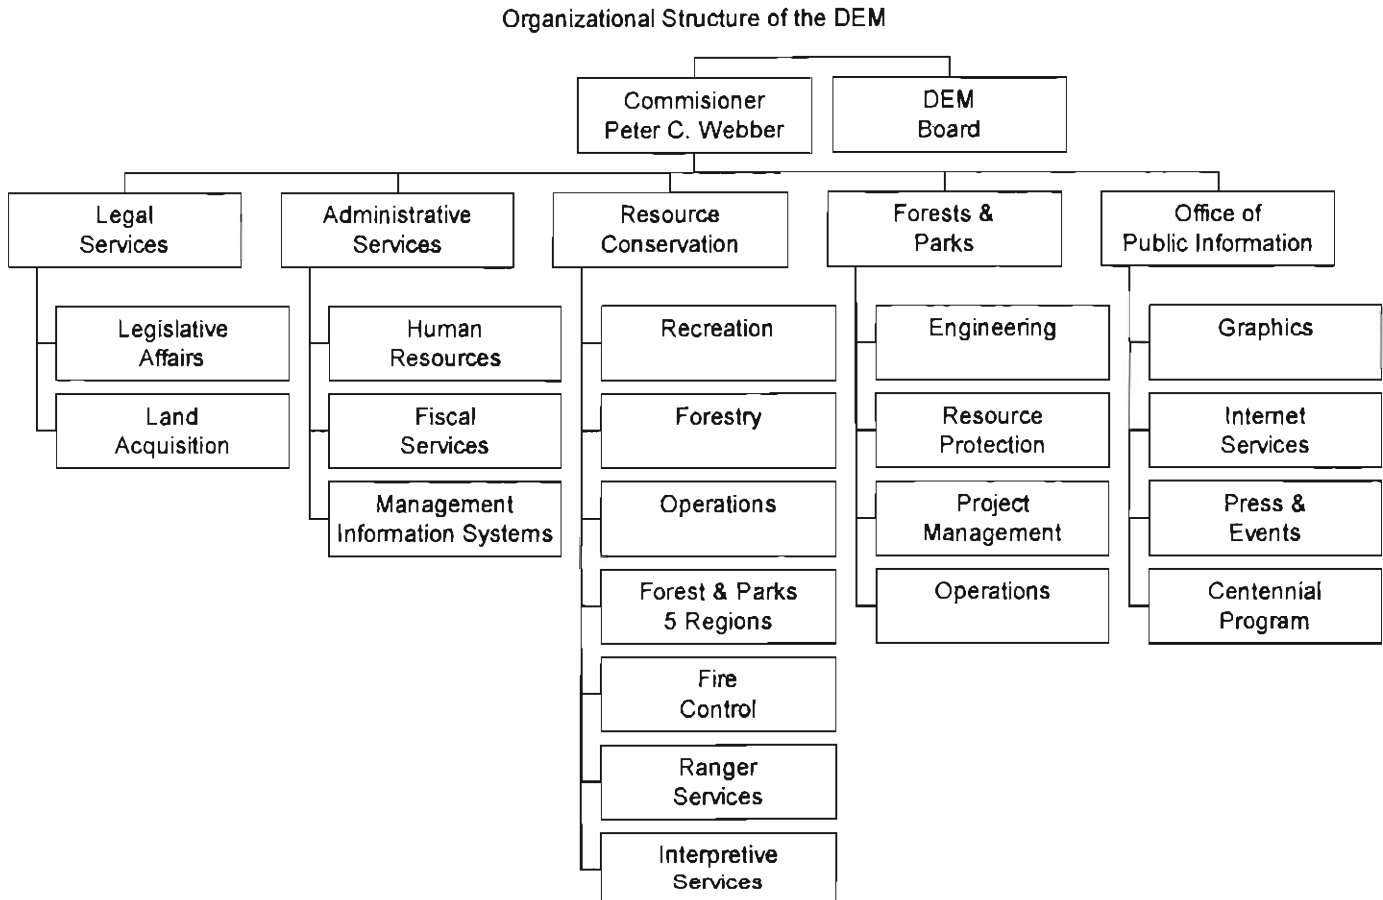 Organizational Structure of the DEM
Commisioner
Peter C. Webber
DEM
Board
Legal
Services
Administrative
Services
Resource
Conservation
Forests &
Parks
Office of
Public Information
Legislative
Affairs
Land
Acquisition
Human
Resources
Fiscal
Services
Management
Information Systems
Recreation
Forestry
Operations
Forest & Parks
5 Regions
Fire
Control
Ranger
Services
Interpretive
Services
Engineering
Resource
Protection
Project
Management
Operations
Graphics
Internet
Services
Press &
Events
Centennial
Program